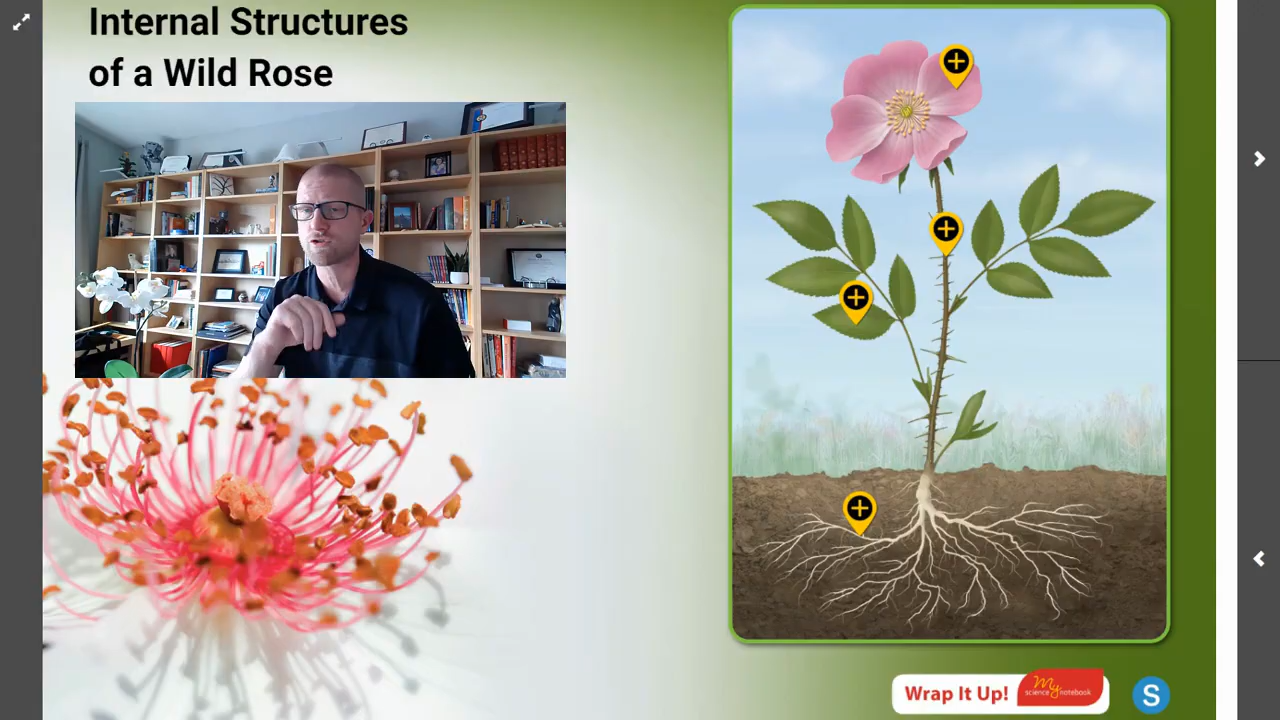 Internal Structures
of a Wild Rose
Wrap It Up!
My
science notebook
S